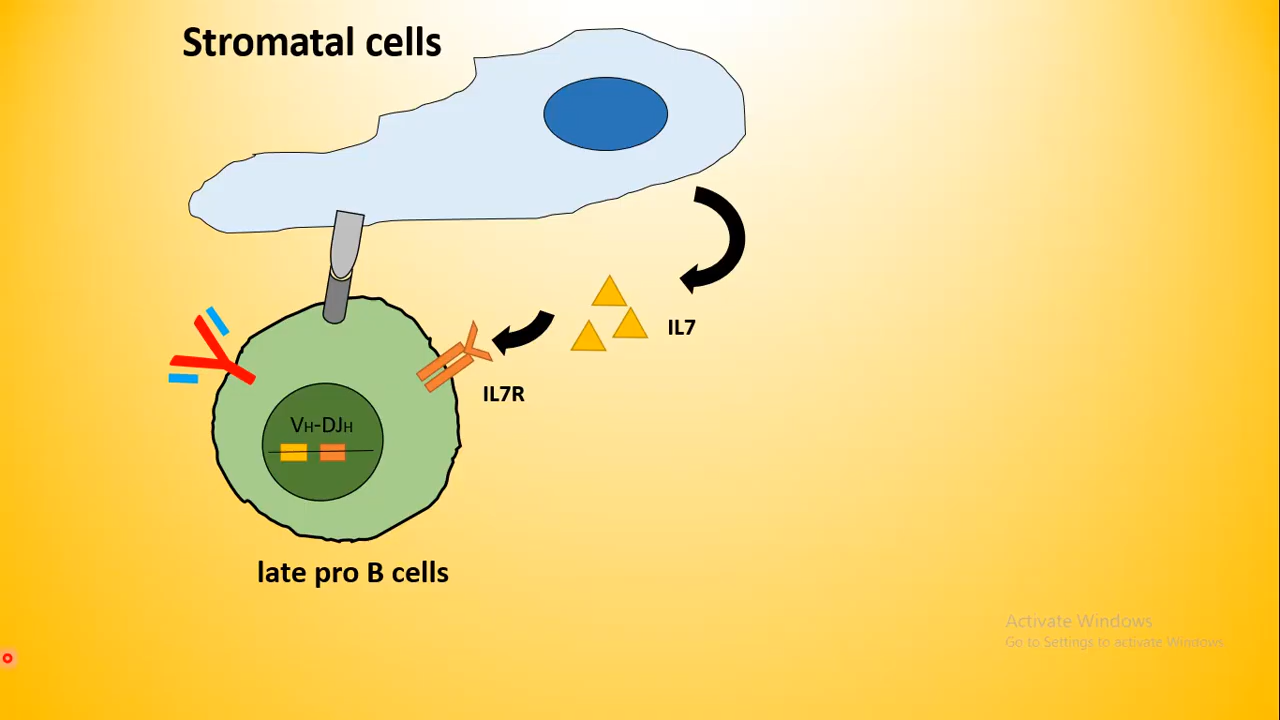 Stromatal cells
IL7
IL7R
VH-DJH
late pro B cells
Activate Windows
Go to Settings to activate Windows